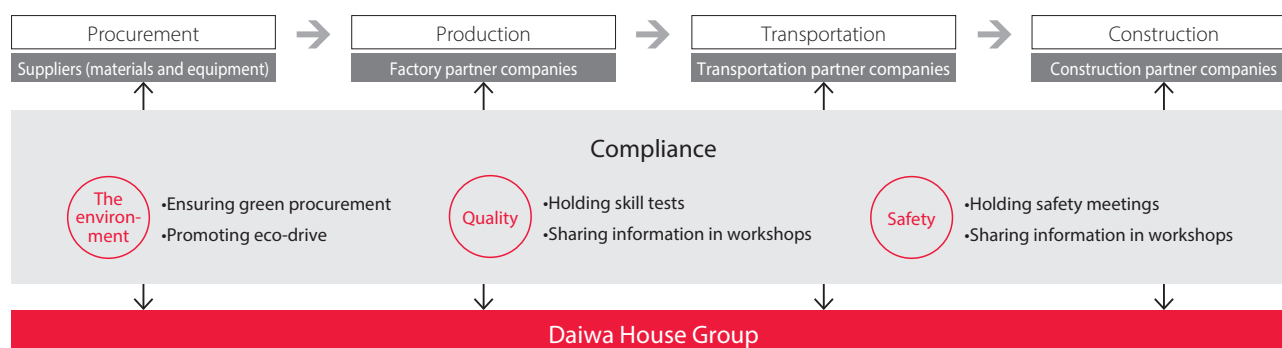 Procurement
Production
Transportation
Construction
Suppliers (materials and equipment)
Factory partner companies
Transportation partner companies
Construction partner companies
Compliance
The
environ-
ment
•Ensuring green procurement
•Promoting eco-drive
Quality
•Holding skill tests
•Sharing information in workshops
Safety
•Holding safety meetings
•Sharing information in workshops
Daiwa House Group